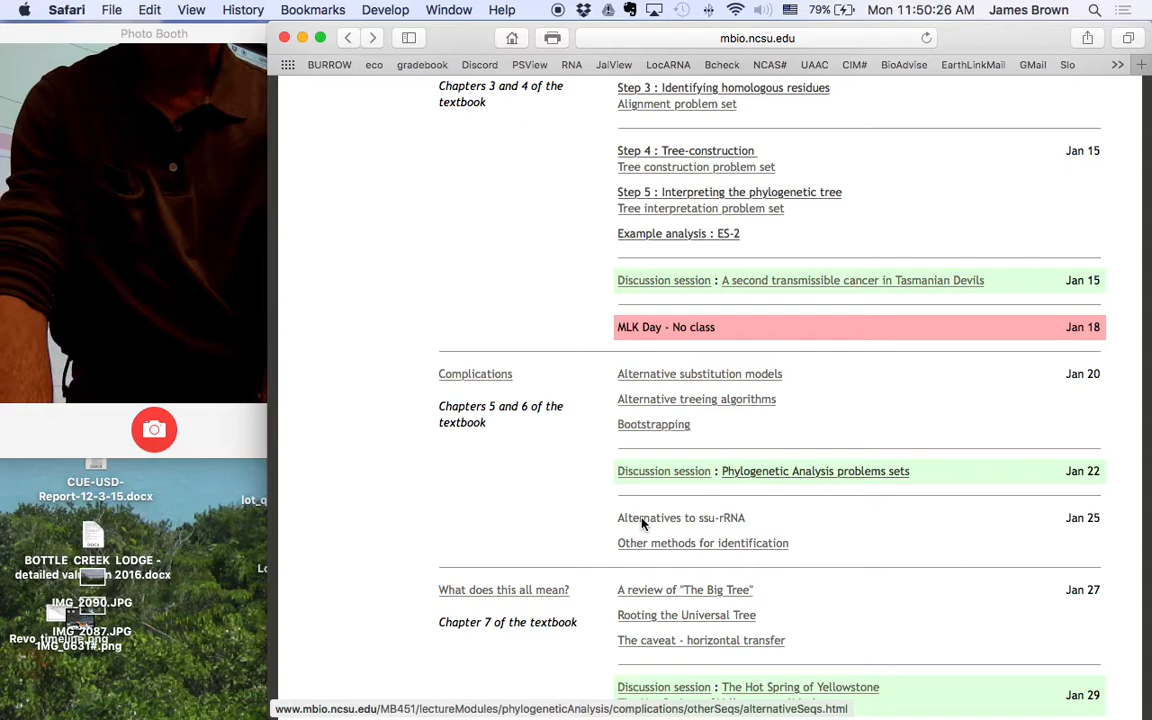 Safari File Edit View History Bookmarks Develop Window Help 79% Mon 11:50:26 AM James Brown
Photo Booth
mbio.ncsu.edu
BURROW eco gradebook Discord PSView RNA JalView LocARNA Bcheck NCAS# UAAC CIM# BioAdvise EarthLinkMail GMail Slo
Chapters 3 and 4 of the textbook
Step 3 : Identifying homologous residues
Alignment problem set
Step 4 : Tree-construction Jan 15
Tree construction problem set
Step 5 : Interpreting the phylogenetic tree
Tree interpretation problem set
Example analysis : ES-2
Discussion session : A second transmissible cancer in Tasmanian Devils Jan 15
MLK Day - No class Jan 18
Complications
Chapters 5 and 6 of the
textbook
Alternative substitution models Jan 20
Alternative treeing algorithms
Bootstrapping
Discussion session : Phylogenetic Analysis problems sets Jan 22
Alternatives to ssu-rRNA Jan 25
Other methods for identification
What does this all mean?
Chapter 7 of the textbook
A review of "The Big Tree" Jan 27
Rooting the Universal Tree
The caveat - horizontal transfer
Discussion session : The Hot Spring of Yellowstone Jan 29
www.mbio.ncsu.edu/MB451/lectureModules/phylogeneticAnalysis/complications/otherSeqs/alternativeSeqs.html
CUE-USD-
Report-12-3-15.docx
lot_q
BOTTLE CREEK LODGE -
detailed in 2016.docx
IMG_2090.JPG
IMG_2087.JPG
Revo_timeline.png
IMG_0631#.png